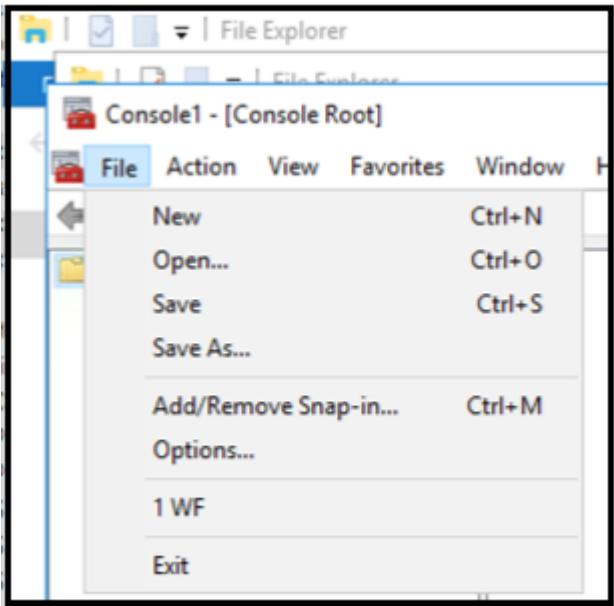 File Explorer
File Explorer
Console1 - [Console Root]
File Action View Favorites Window H
New Ctrl+N
Open... Ctrl+O
Save Ctrl+S
Save As...
Add/Remove Snap-in... Ctrl+M
Options...
1 WF
Exit